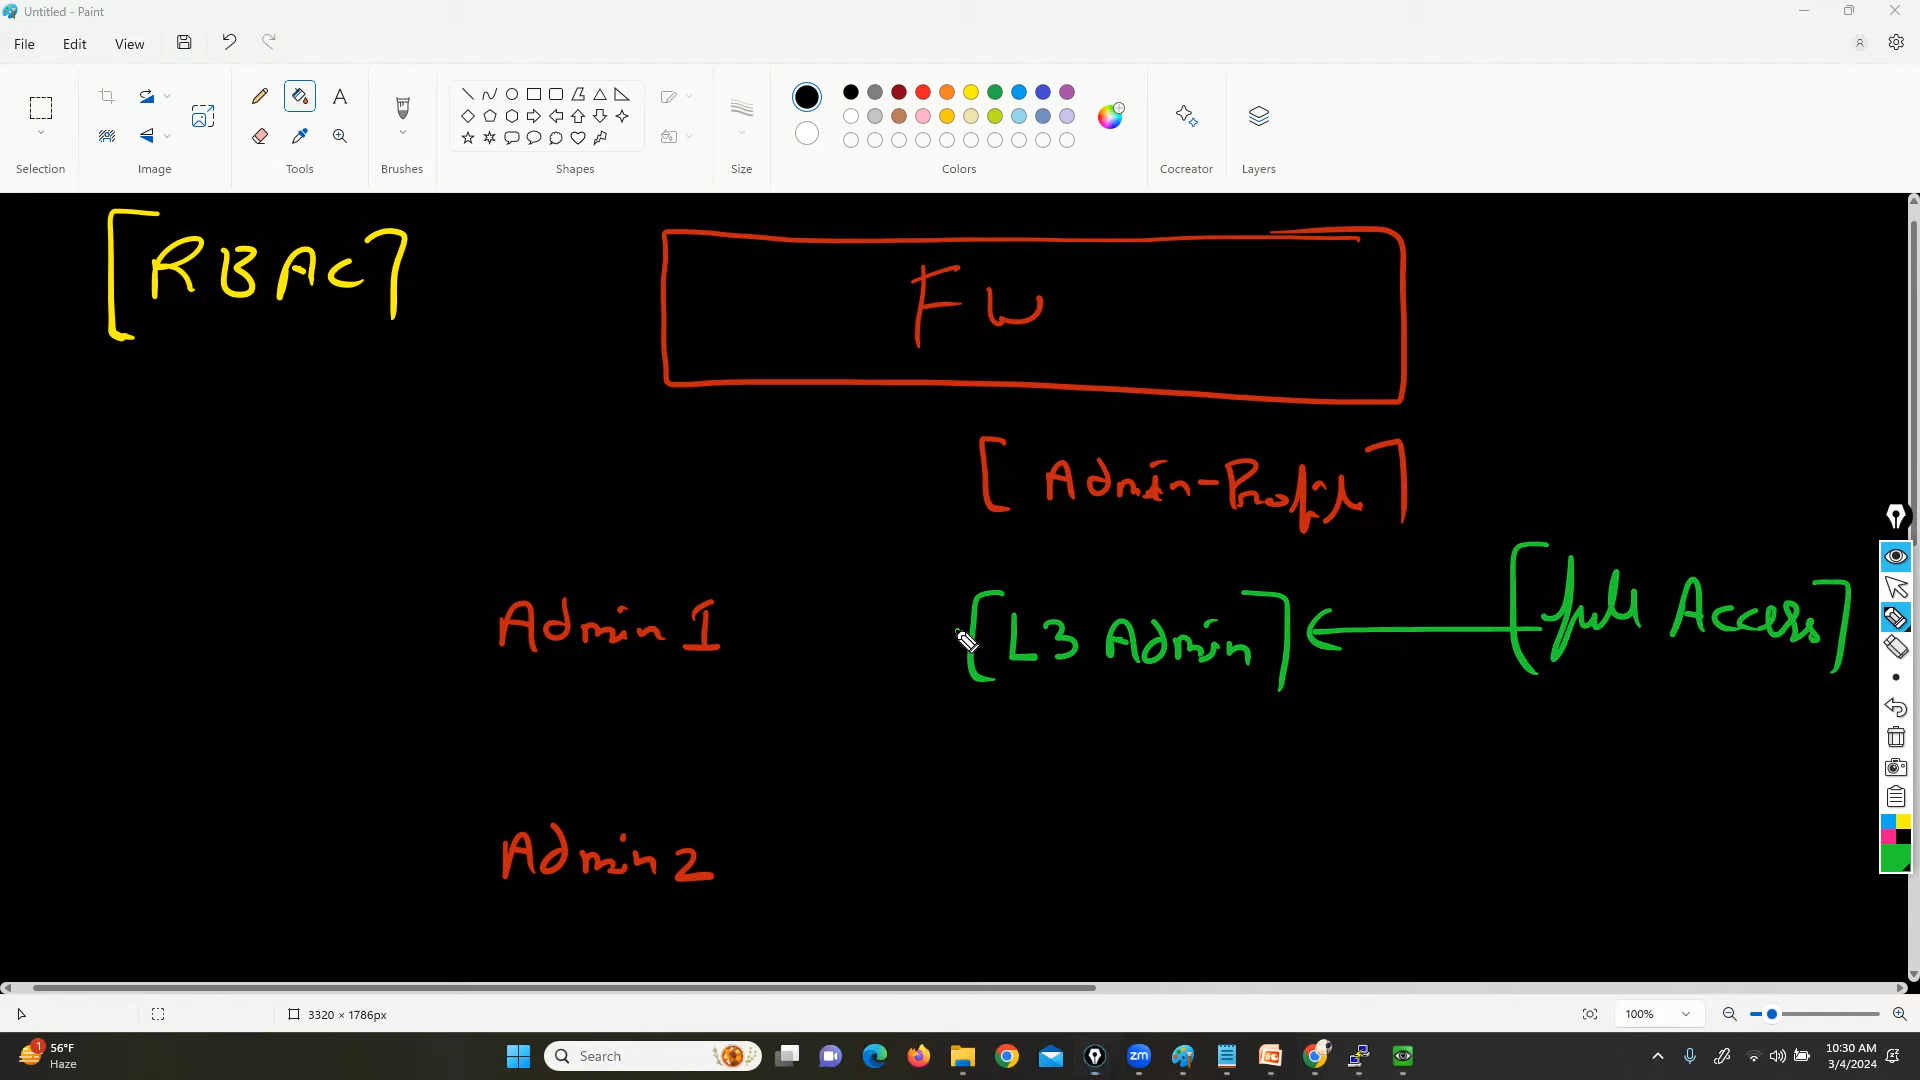 Untitled - Paint
File Edit View
Selection Image Tools Brushes Shapes Size Colors Cocreator Layers
[RBAC]
FW
[Admin-Profile]
[full Access]
Admin 1 [L3 Admin]
Admin 2
3320 × 1786px 100%
1 56°F
Haze
Search
zm
10:30 AM
3/4/2024